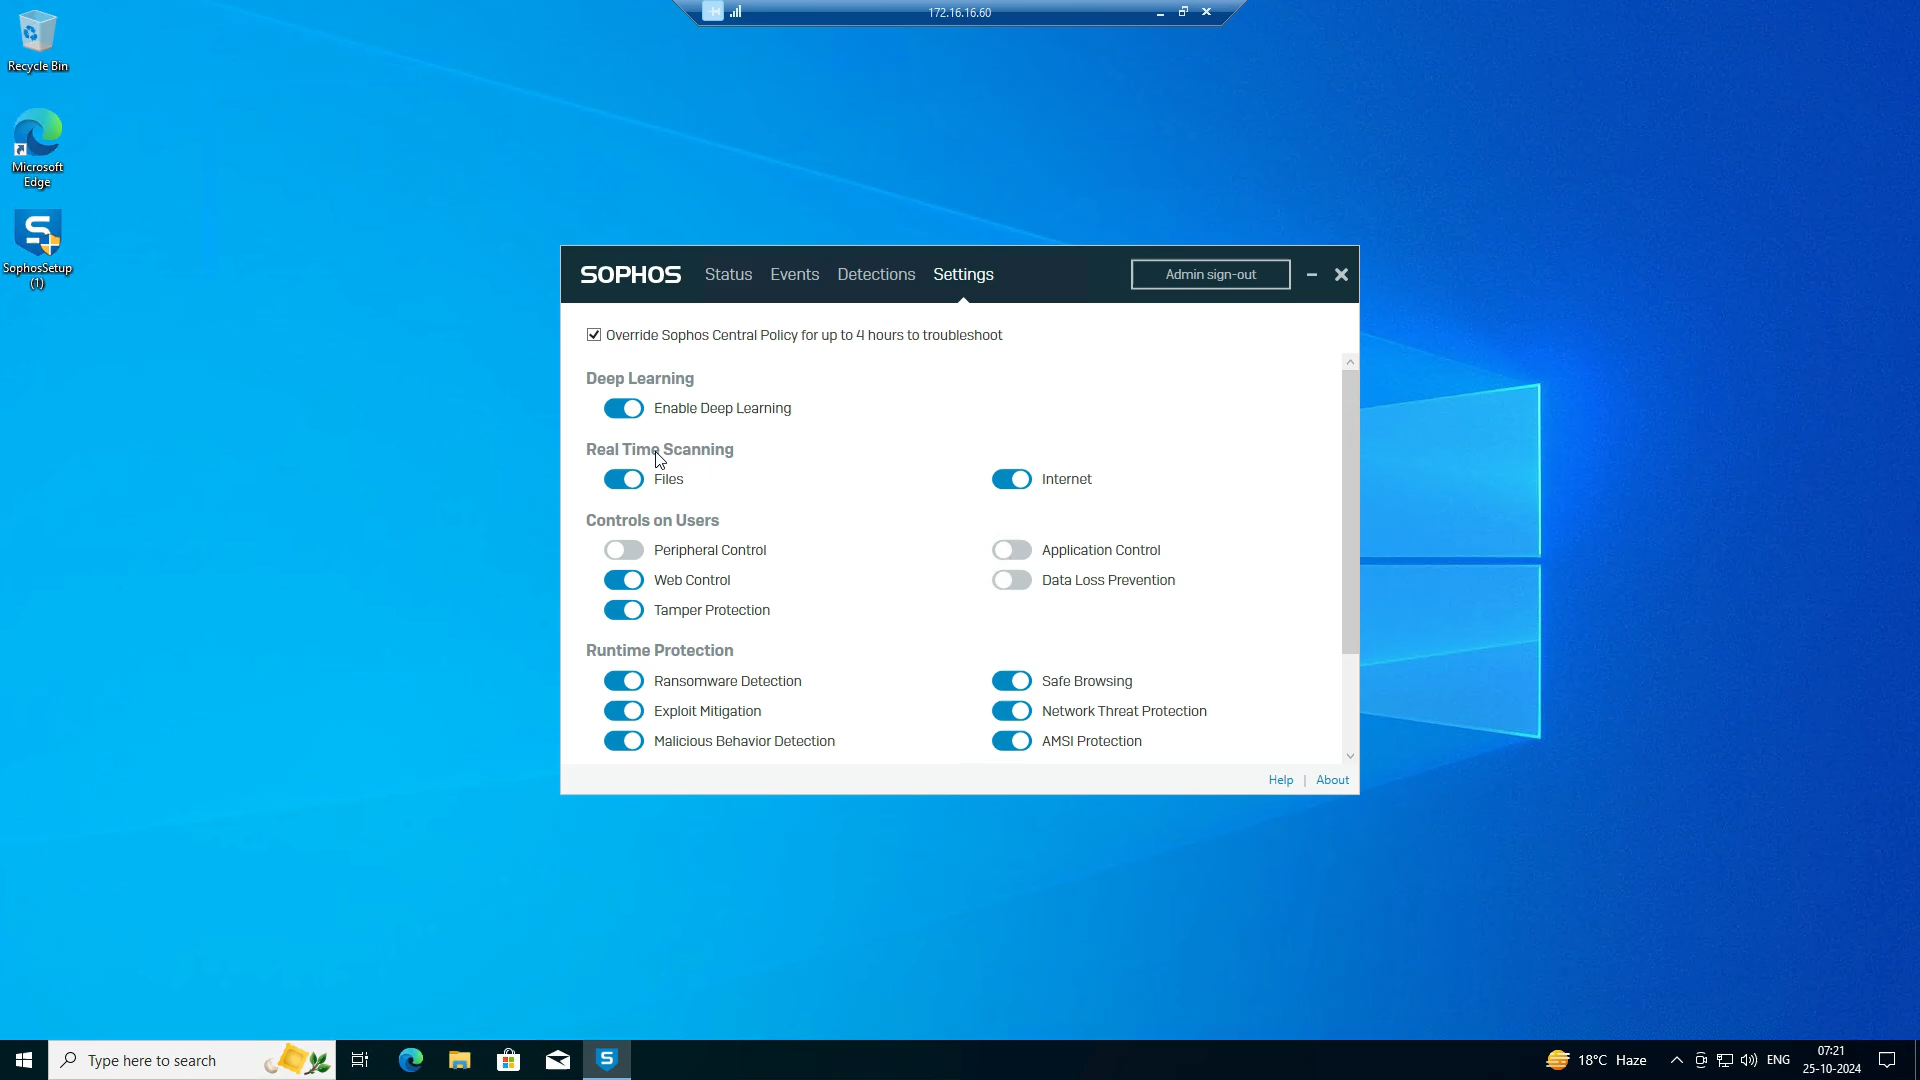 172.16.16.60
Recycle Bin
Microsoft
Edge
SophosSetup
(1)
SOPHOS Status Events Detections Settings Admin sign-out
Override Sophos Central Policy for up to 4 hours to troubleshoot
Deep Learning
Enable Deep Learning
Real Time Scanning
Files Internet
Controls on Users
Peripheral Control Application Control
Web Control Data Loss Prevention
Tamper Protection
Runtime Protection
Ransomware Detection Safe Browsing
Exploit Mitigation Network Threat Protection
Malicious Behavior Detection AMSI Protection
Help | About
Type here to search
18°C Haze ENG 07:21
25-10-2024